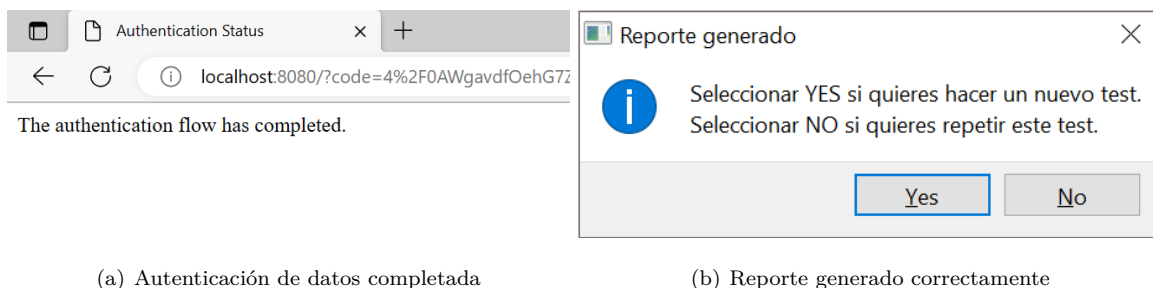 Authentication Status
localhost:8080/?code=4%2F0AWgavdfOehG7Z
The authentication flow has completed.
Reporte generado
Seleccionar YES si quieres hacer un nuevo test.
Seleccionar NO si quieres repetir este test.
Yes
No
(a) Autenticación de datos completada
(b) Reporte generado correctamente